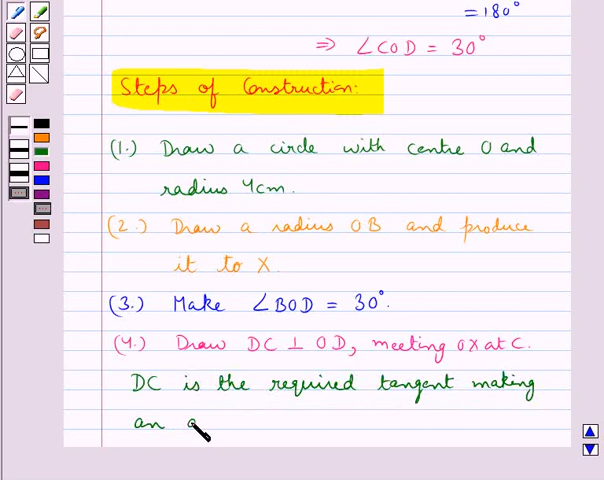 = 180°
⇒ ∠COD = 30°
Steps of Construction:
(1.) Draw a circle with centre O and
radius 4cm.
(2.) Draw a radius OB and produce
it to X.
(3.) Make ∠BOD = 30°.
(4.) Draw DC ⊥ OD, meeting OX at C.
DC is the required tangent making
an